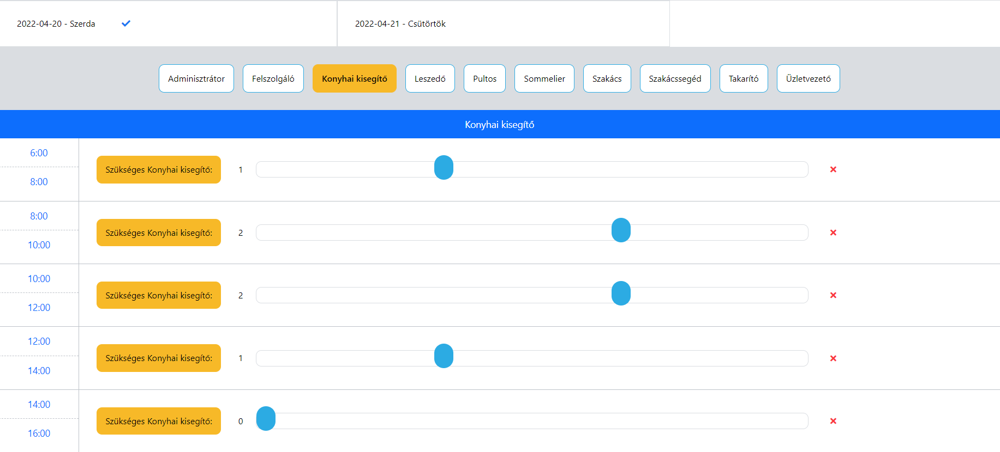 2022-04-20 - Szerda
2022-04-21 - Csütörtök
Adminisztrátor
Felszolgáló
Konyhai kisegítő
Leszedő
Pultos
Sommelier
Szakács
Szakácssegéd
Takarító
Üzletvezető
Konyhai kisegítő
6:00
8:00
Szükséges Konyhai kisegítő:
1
8:00
10:00
Szükséges Konyhai kisegítő:
2
10:00
12:00
Szükséges Konyhai kisegítő:
2
12:00
14:00
Szükséges Konyhai kisegítő:
1
14:00
16:00
Szükséges Konyhai kisegítő:
0